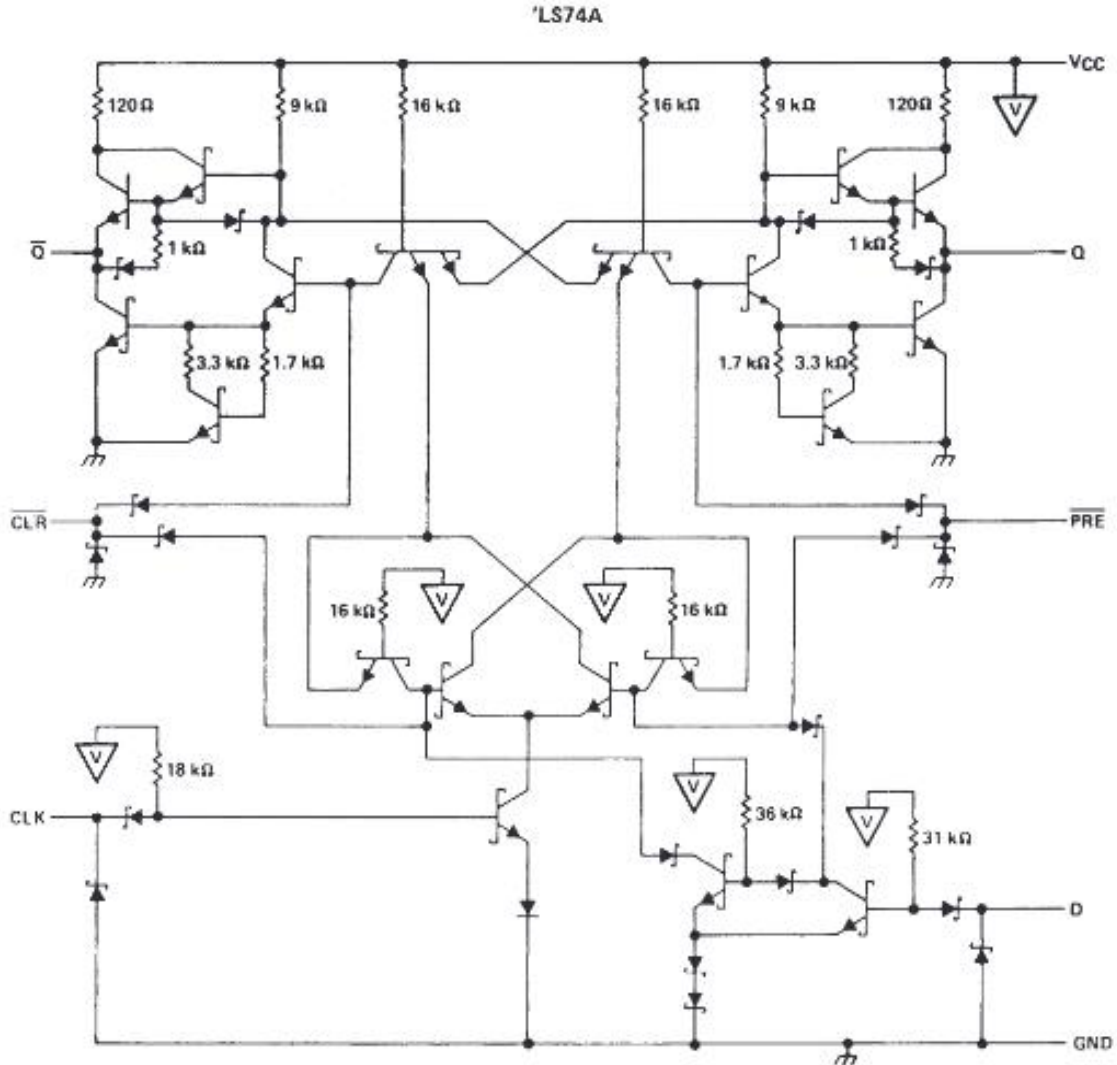 'LS74A
VCC
120Ω 9 kΩ 16 kΩ 16 kΩ 9 kΩ 120Ω V
Q 1 kΩ 1 kΩ Q
3.3 kΩ 1.7 kΩ 1.7 kΩ 3.3 kΩ
CLR PRE
V V
16 kΩ 16 kΩ
V 18 kΩ V
CLK 36 kΩ V 31 kΩ
D
GND